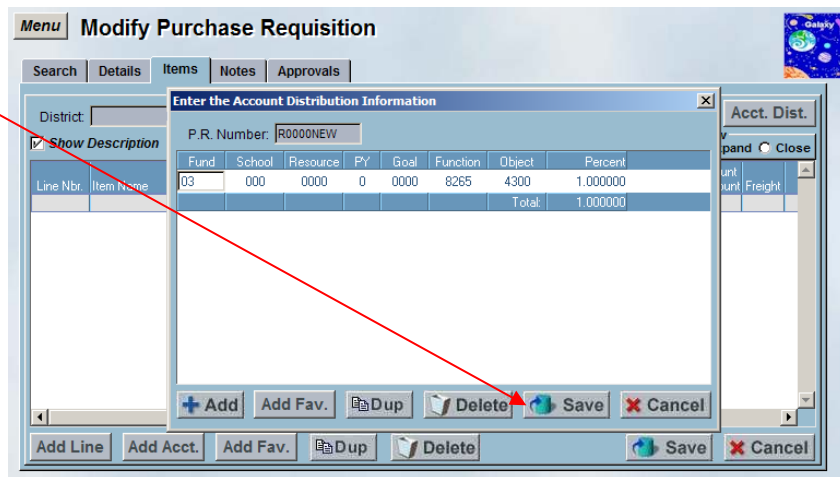 Menu Modify Purchase Requisition
Galaxy
Search Details Items Notes Approvals
District:
Enter the Account Distribution Information
Acct. Dist.
Show Description
P.R. Number: R0000NEW
pand Close
Fund School Resource PY Goal Function Object Percent
Line Nbr. Item Name
unt
ount Freight
03 000 0000 0 0000 8265 4300 1.000000
Total: 1.000000
Add Add Fav. Dup Delete Save Cancel
Add Line Add Acct. Add Fav. Dup Delete Save Cancel